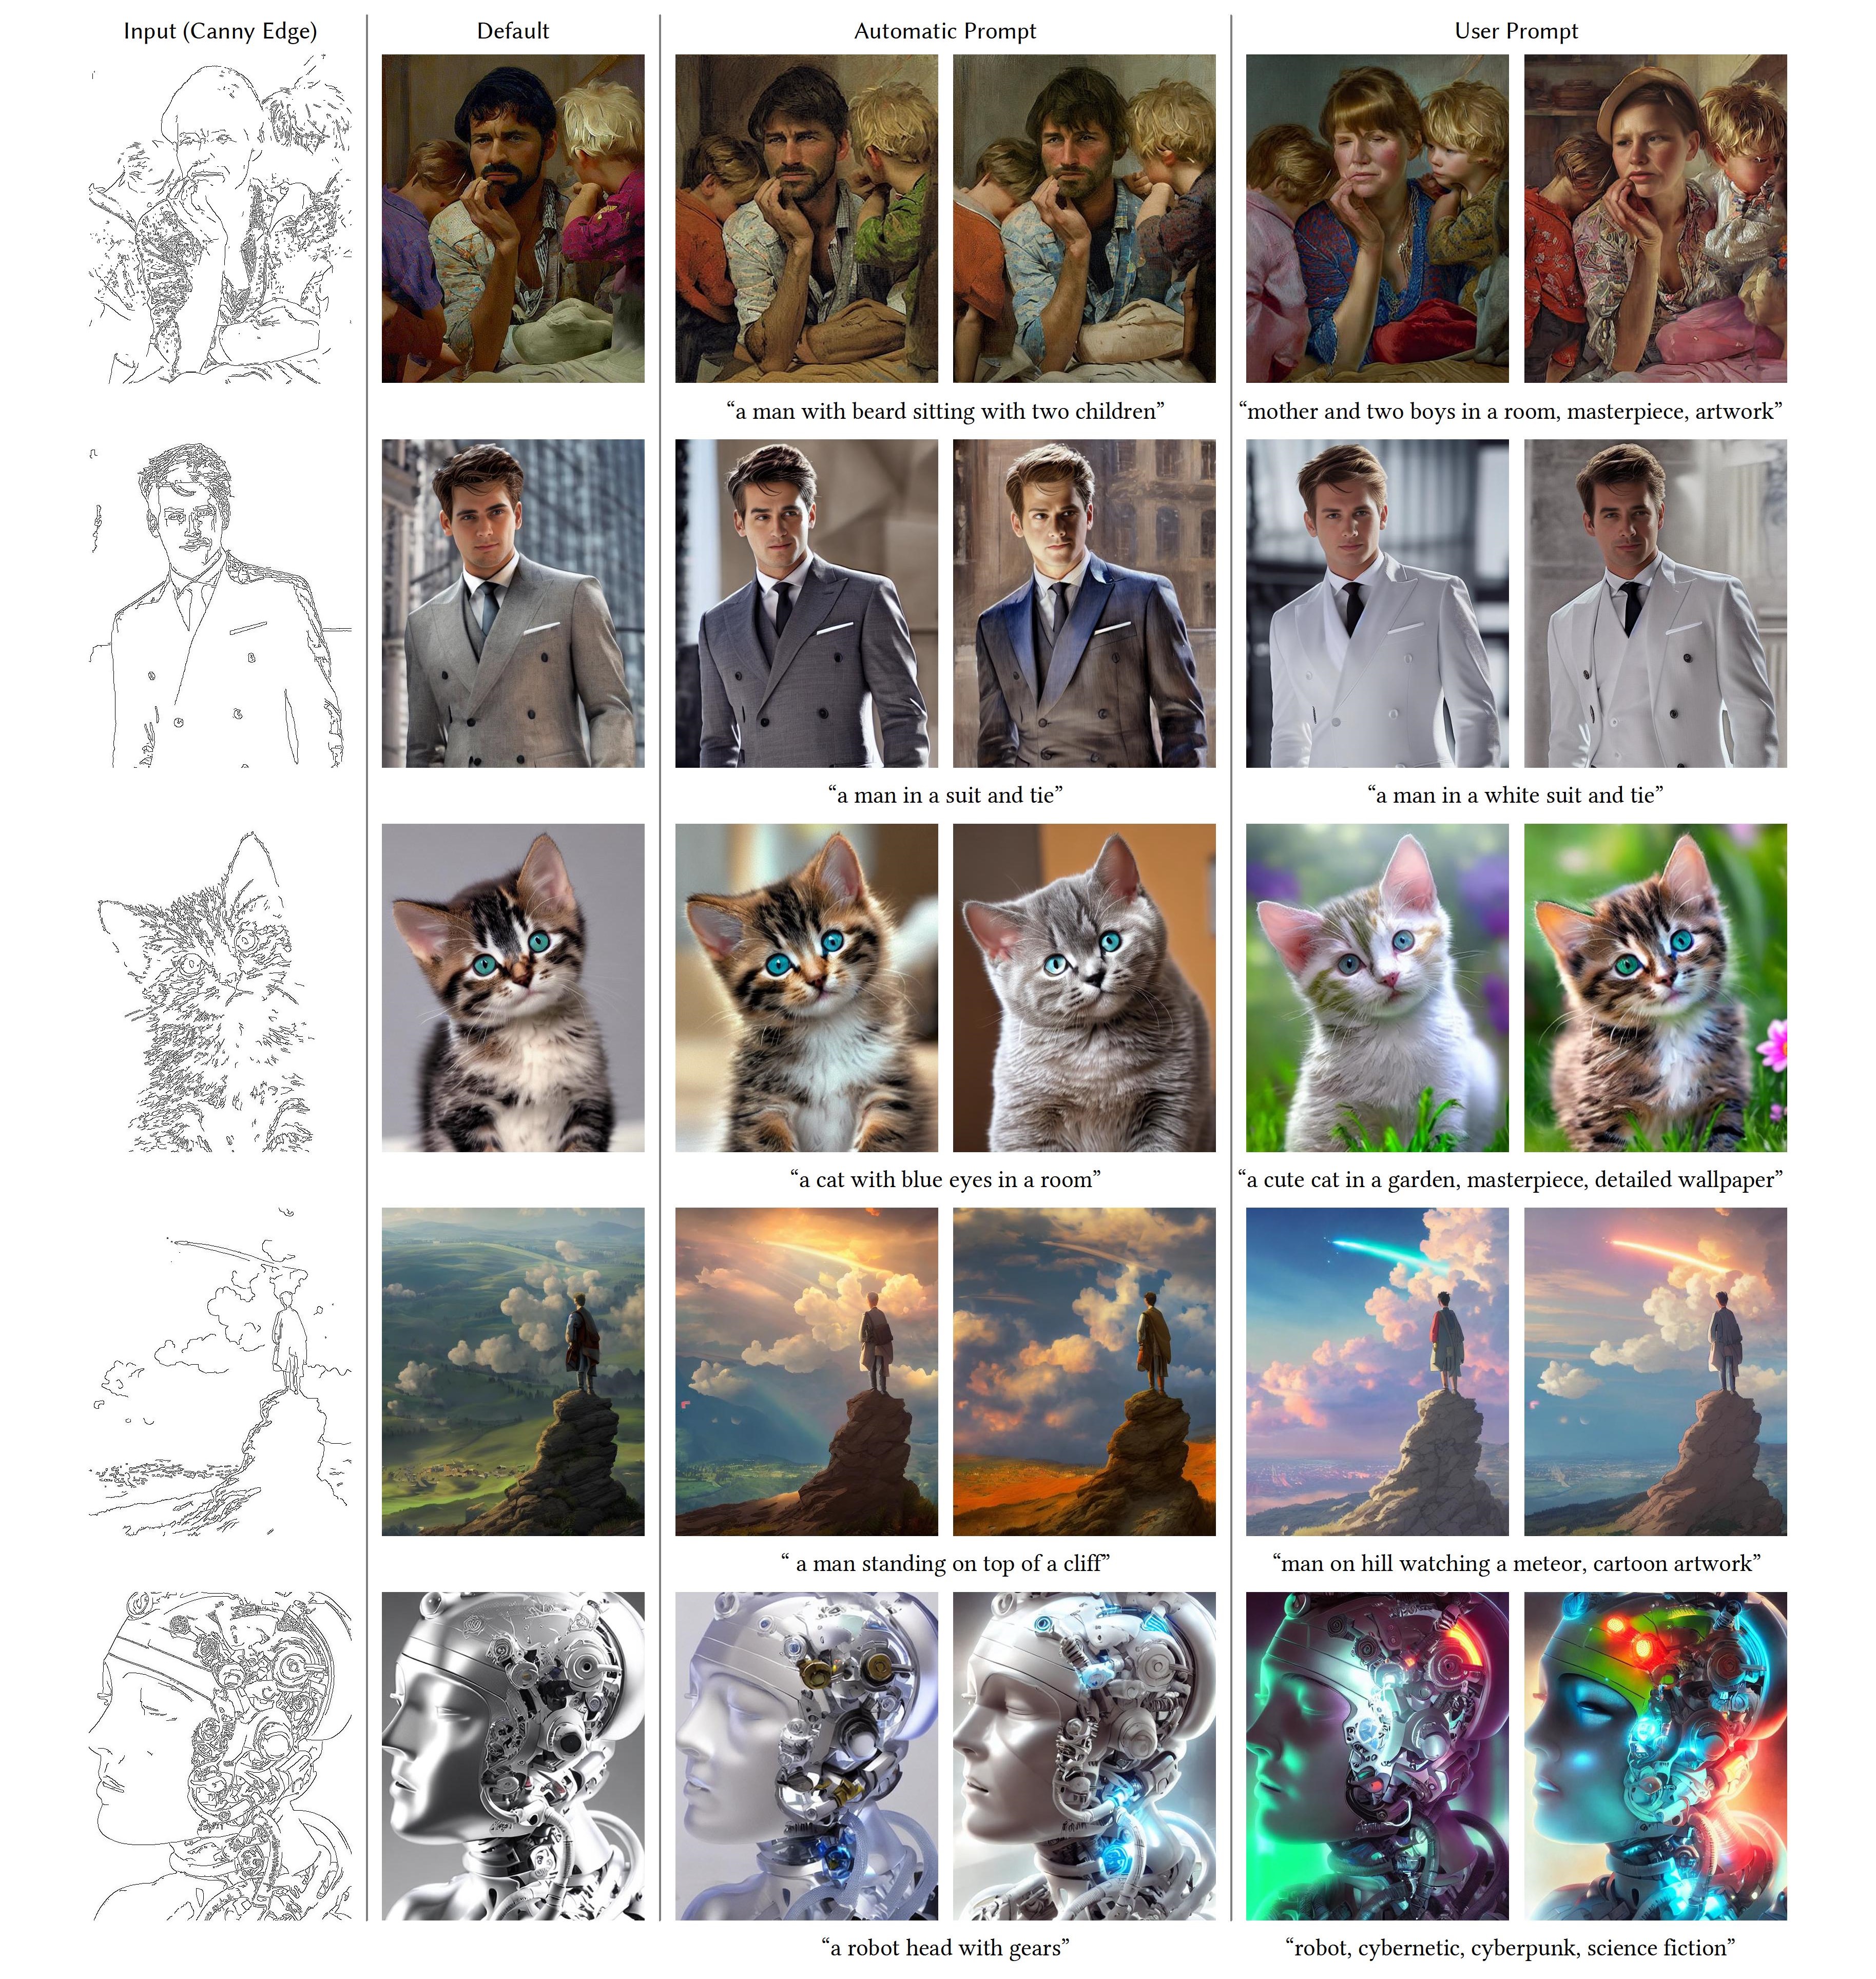 Input (Canny Edge)
Default
Automatic Prompt
User Prompt
“a man with beard sitting with two children”
“mother and two boys in a room, masterpiece, artwork”
“a man in a suit and tie”
“a man in a white suit and tie”
“a cat with blue eyes in a room”
“a cute cat in a garden, masterpiece, detailed wallpaper”
“ a man standing on top of a cliff”
“man on hill watching a meteor, cartoon artwork”
“a robot head with gears”
“robot, cybernetic, cyberpunk, science fiction”